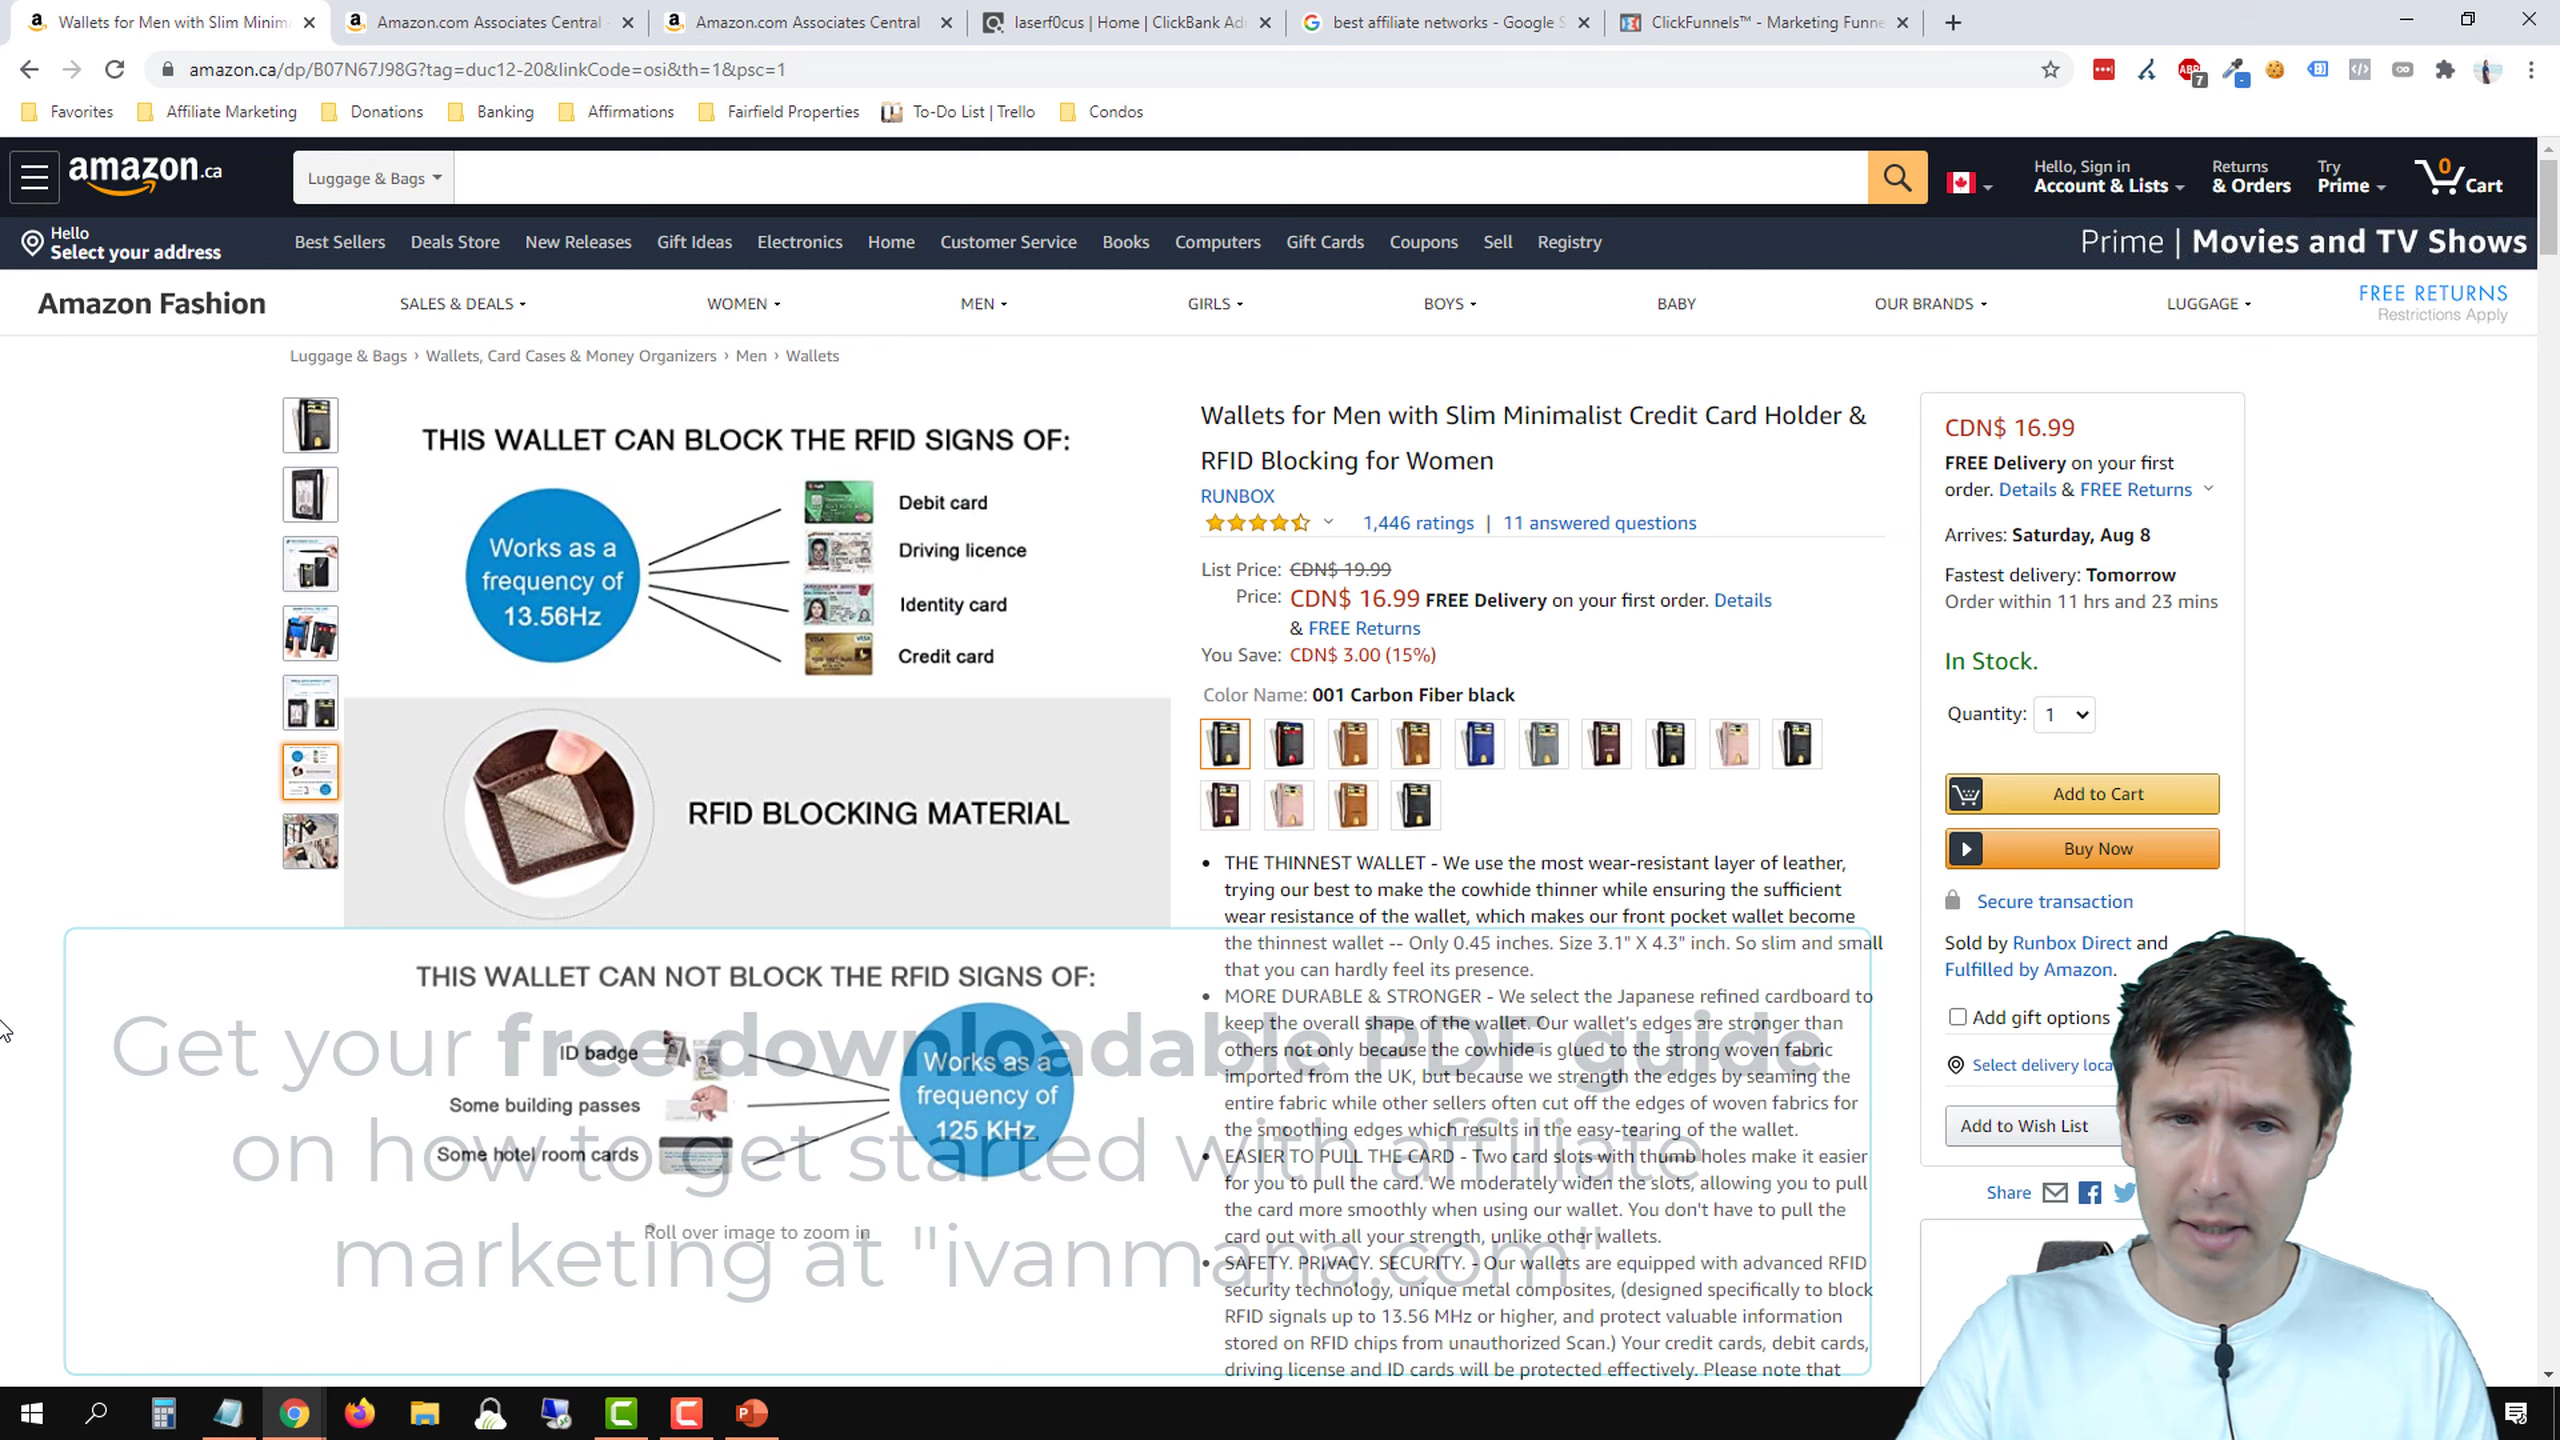 Wallets for Men with Slim Minim
Amazon.com Associates Central
Amazon.com Associates Central
laserf0cus | Home | ClickBank Ad
best affiliate networks - Google S
ClickFunnels™ - Marketing Funne
amazon.ca/dp/B07N67J98G?tag=duc12-20&linkCode=osi&th=1&psc=1
Favorites
Affiliate Marketing
Donations
Banking
Affirmations
Fairfield Properties
To-Do List | Trello
Condos
amazon.ca
Luggage & Bags
Hello, Sign in
Account & Lists
Returns
& Orders
Try
Prime
0
Cart
Hello
Select your address
Best Sellers
Deals Store
New Releases
Gift Ideas
Electronics
Home
Customer Service
Books
Computers
Gift Cards
Coupons
Sell
Registry
Prime | Movies and TV Shows
Amazon Fashion
SALES & DEALS
WOMEN
MEN
GIRLS
BOYS
BABY
OUR BRANDS
LUGGAGE
FREE RETURNS
Restrictions Apply
Luggage & Bags › Wallets, Card Cases & Money Organizers › Men › Wallets
THIS WALLET CAN BLOCK THE RFID SIGNS OF:
Works as a
frequency of
13.56Hz
Debit card
Driving licence
Identity card
Credit card
RFID BLOCKING MATERIAL
THIS WALLET CAN NOT BLOCK THE RFID SIGNS OF:
ID badge
Some building passes
Some hotel room cards
Works as a
frequency of
125 KHz
Roll over image to zoom in
Wallets for Men with Slim Minimalist Credit Card Holder &
RFID Blocking for Women
RUNBOX
1,446 ratings | 11 answered questions
List Price: CDN$ 19.99
Price: CDN$ 16.99 FREE Delivery on your first order. Details
& FREE Returns
You Save: CDN$ 3.00 (15%)
Color Name: 001 Carbon Fiber black
• THE THINNEST WALLET - We use the most wear-resistant layer of leather,
trying our best to make the cowhide thinner while ensuring the sufficient
wear resistance of the wallet, which makes our front pocket wallet become
the thinnest wallet -- Only 0.45 inches. Size 3.1" X 4.3" inch. So slim and small
that you can hardly feel its presence.
• MORE DURABLE & STRONGER - We select the Japanese refined cardboard to
keep the overall shape of the wallet. Our wallet's edges are stronger than
others not only because the cowhide is glued to the strong woven fabric
imported from the UK, but because we strength the edges by seaming the
entire fabric while other sellers often cut off the edges of woven fabrics for
the smoothing edges which results in the easy-tearing of the wallet.
• EASIER TO PULL THE CARD - Two card slots with thumb holes make it easier
for you to pull the card. We moderately widen the slots, allowing you to pull
the card more smoothly when using our wallet. You don't have to pull the
card out with all your strength, unlike other wallets.
• SAFETY. PRIVACY. SECURITY. - Our wallets are equipped with advanced RFID
security technology, unique metal composites, (designed specifically to block
RFID signals up to 13.56 MHz or higher, and protect valuable information
stored on RFID chips from unauthorized Scan.) Your credit cards, debit cards,
driving license and ID cards will be protected effectively. Please note that
CDN$ 16.99
FREE Delivery on your first
order. Details & FREE Returns
Arrives: Saturday, Aug 8
Fastest delivery: Tomorrow
Order within 11 hrs and 23 mins
In Stock.
Quantity: 1
Add to Cart
Buy Now
Secure transaction
Sold by Runbox Direct and
Fulfilled by Amazon.
Add gift options
Select delivery loca
Add to Wish List
Share
Get your free downloadable PDF guide
on how to get started with affiliate
marketing at "ivanmana.com"